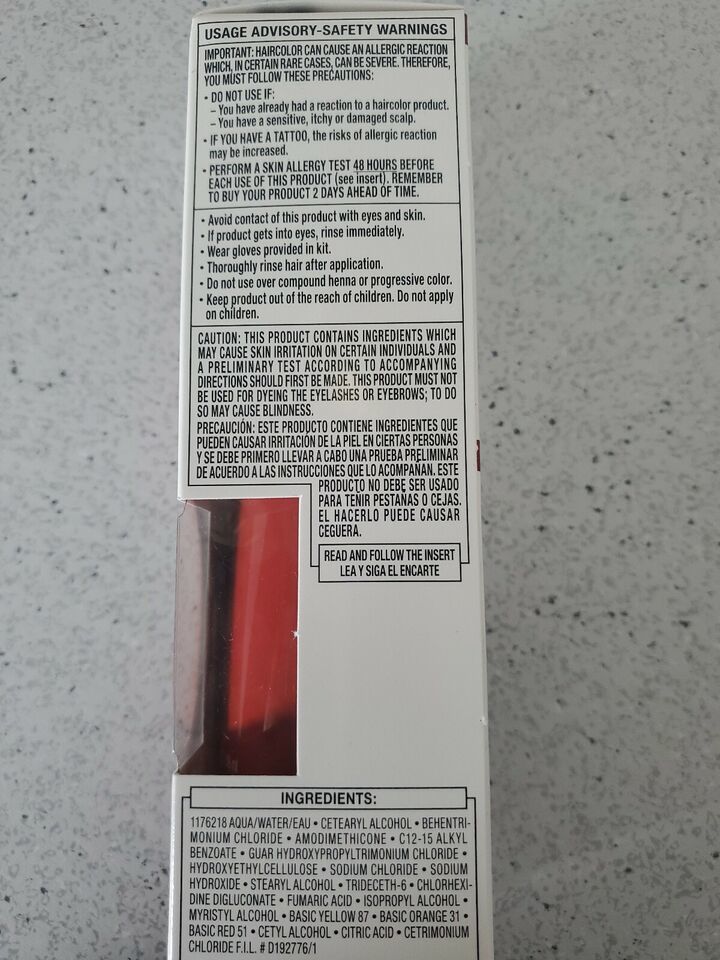 USAGE ADVISORY-SAFETY WARNINGS
IMPORTANT: HAIRCOLOR CAN CAUSE AN ALLERGIC REACTION
WHICH, IN CERTAIN RARE CASES, CAN BE SEVERE. THEREFORE,
YOU MUST FOLLOW THESE PRECAUTIONS:
• DO NOT USE IF:
– You have already had a reaction to a haircolor product.
– You have a sensitive, itchy or damaged scalp.
• IF YOU HAVE A TATTOO, the risks of allergic reaction
may be increased.
• PERFORM A SKIN ALLERGY TEST 48 HOURS BEFORE
EACH USE OF THIS PRODUCT (see insert). REMEMBER
TO BUY YOUR PRODUCT 2 DAYS AHEAD OF TIME.
• Avoid contact of this product with eyes and skin.
• If product gets into eyes, rinse immediately.
• Wear gloves provided in kit.
• Thoroughly rinse hair after application.
• Do not use over compound henna or progressive color.
• Keep product out of the reach of children. Do not apply
on children.
CAUTION: THIS PRODUCT CONTAINS INGREDIENTS WHICH
MAY CAUSE SKIN IRRITATION ON CERTAIN INDIVIDUALS AND
A PRELIMINARY TEST ACCORDING TO ACCOMPANYING
DIRECTIONS SHOULD FIRST BE MADE. THIS PRODUCT MUST NOT
BE USED FOR DYEING THE EYELASHES OR EYEBROWS; TO DO
SO MAY CAUSE BLINDNESS.
PRECAUCIÓN: ESTE PRODUCTO CONTIENE INGREDIENTES QUE
PUEDEN CAUSAR IRRITACIÓN DE LA PIEL EN CIERTAS PERSONAS
Y SE DEBE PRIMERO LLEVAR A CABO UNA PRUEBA PRELIMINAR
DE ACUERDO A LAS INSTRUCCIONES QUE LO ACOMPAÑAN. ESTE
PRODUCTO NO DEBE SER USADO
PARA TEÑIR PESTAÑAS O CEJAS.
EL HACERLO PUEDE CAUSAR
CEGUERA.
READ AND FOLLOW THE INSERT
LEA Y SIGA EL ENCARTE
INGREDIENTS:
1176218 AQUA/WATER/EAU • CETEARYL ALCOHOL • BEHENTRI-
MONIUM CHLORIDE • AMODIMETHICONE • C12-15 ALKYL
BENZOATE • GUAR HYDROXYPROPYLTRIMONIUM CHLORIDE •
HYDROXYETHYLCELLULOSE • SODIUM CHLORIDE • SODIUM
HYDROXIDE • STEARYL ALCOHOL • TRIDECETH-6 • CHLORHEXI-
DINE DIGLUCONATE • FUMARIC ACID • ISOPROPYL ALCOHOL •
MYRISTYL ALCOHOL • BASIC YELLOW 87 • BASIC ORANGE 31 •
BASIC RED 51 • CETYL ALCOHOL • CITRIC ACID • CETRIMONIUM
CHLORIDE F.I.L. # D192776/1